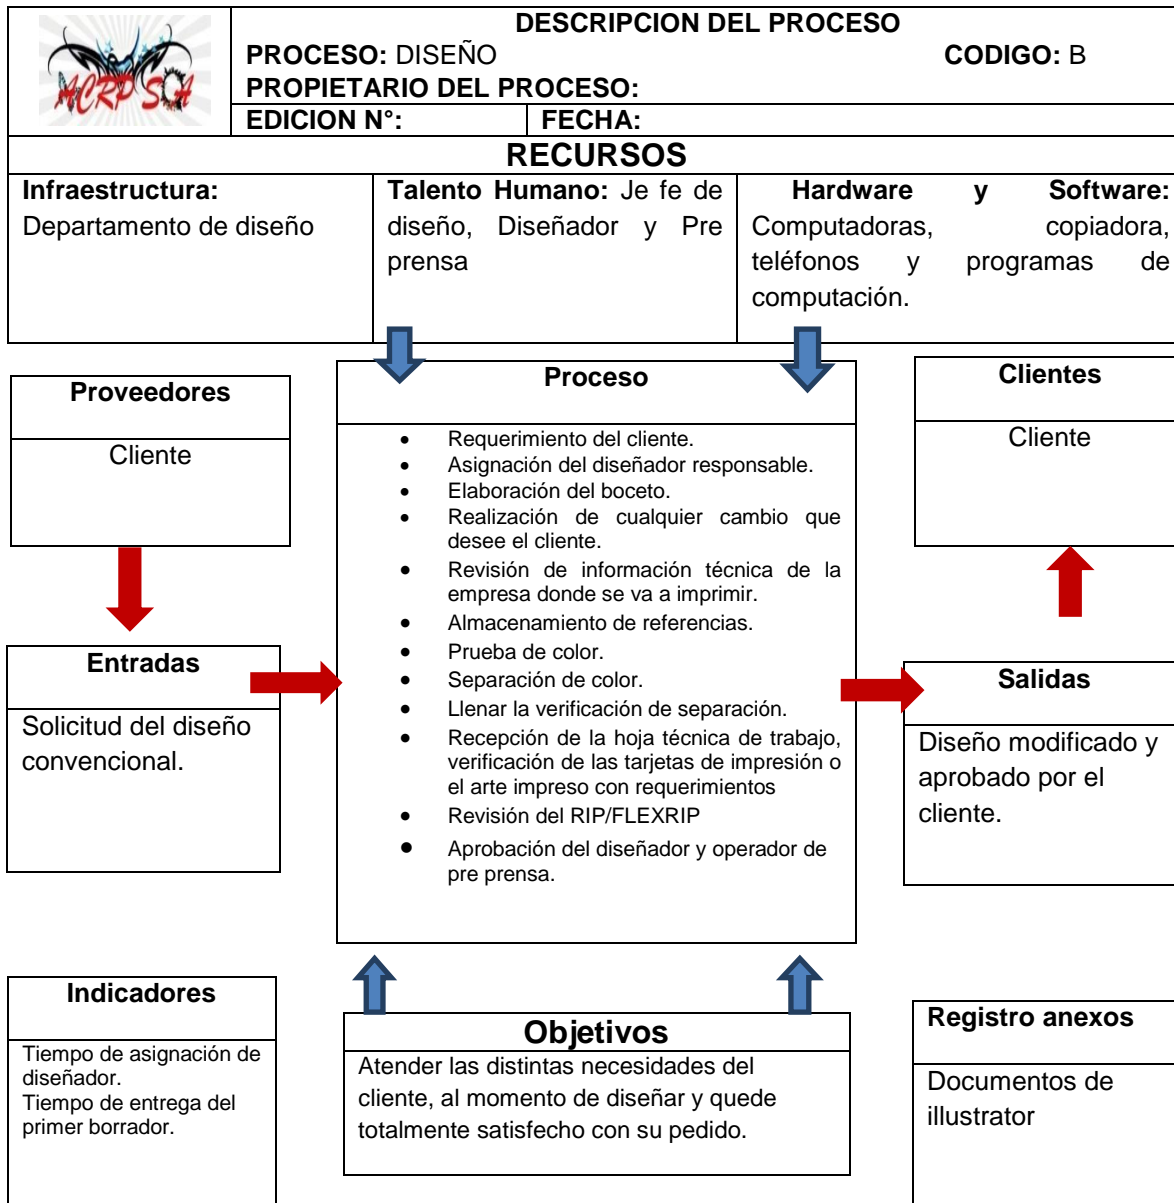 ACRP SOA
DESCRIPCION DEL PROCESO
PROCESO: DISEÑO CODIGO: B
PROPIETARIO DEL PROCESO:
EDICION N°: FECHA:
RECURSOS
Infraestructura:
Departamento de diseño
Talento Humano: Je fe de
diseño, Diseñador y Pre
prensa
Hardware y Software:
Computadoras, copiadora,
teléfonos y programas de
computación.
Proveedores
Cliente
Proceso
• Requerimiento del cliente.
• Asignación del diseñador responsable.
• Elaboración del boceto.
• Realización de cualquier cambio que
desee el cliente.
• Revisión de información técnica de la
empresa donde se va a imprimir.
• Almacenamiento de referencias.
• Prueba de color.
• Separación de color.
• Llenar la verificación de separación.
• Recepción de la hoja técnica de trabajo,
verificación de las tarjetas de impresión o
el arte impreso con requerimientos
• Revisión del RIP/FLEXRIP
• Aprobación del diseñador y operador de
pre prensa.
Clientes
Cliente
Entradas
Solicitud del diseño
convencional.
Salidas
Diseño modificado y
aprobado por el
cliente.
Indicadores
Tiempo de asignación de
diseñador.
Tiempo de entrega del
primer borrador.
Objetivos
Atender las distintas necesidades del
cliente, al momento de diseñar y quede
totalmente satisfecho con su pedido.
Registro anexos
Documentos de
illustrator